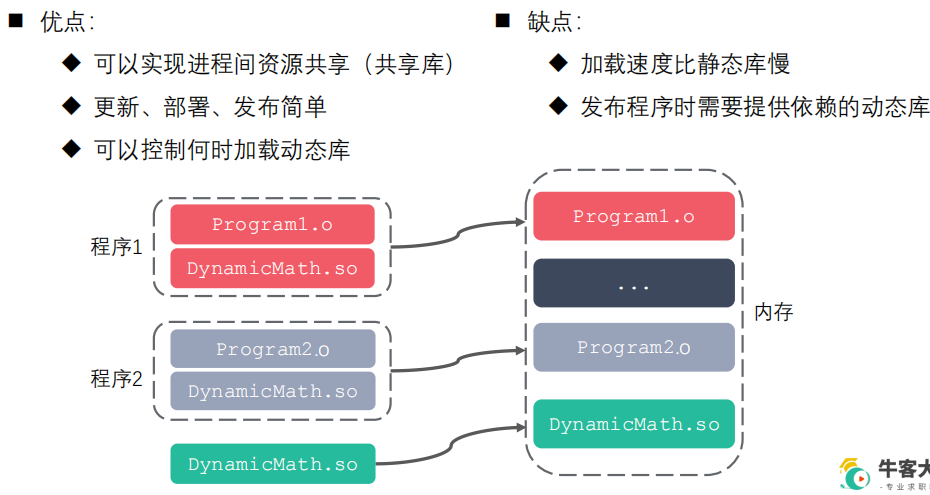 优点：
可以实现进程间资源共享（共享库）
更新、部署、发布简单
可以控制何时加载动态库
缺点：
加载速度比静态库慢
发布程序时需要提供依赖的动态库
程序1
Program1.o
DynamicMath.so
程序2
Program2.o
DynamicMath.so
DynamicMath.so
Program1.o
...
Program2.o
DynamicMath.so
内存
牛客大
-专业求职